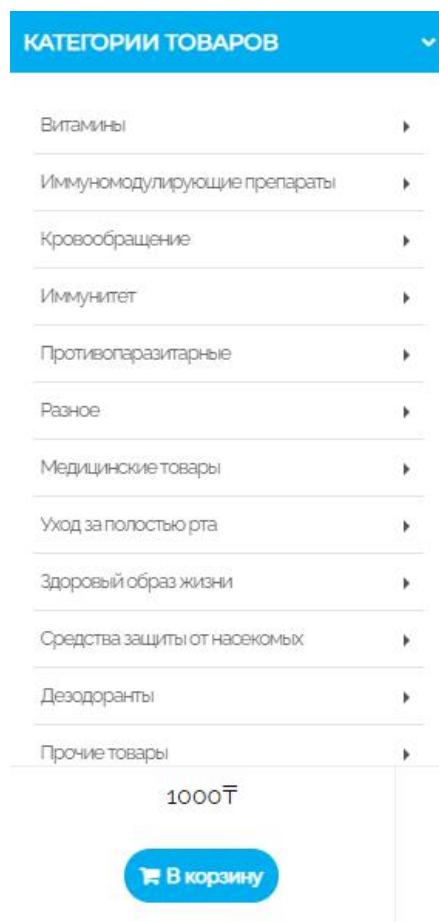 КАТЕГОРИИ ТОВАРОВ
Витамины
Иммуномодулирующие препараты
Кровообращение
Иммунитет
Противопаразитарные
Разное
Медицинские товары
Уход за полостью рта
Здоровый образ жизни
Средства защиты от насекомых
Дезодоранты
Прочие товары
1000₸
В корзину